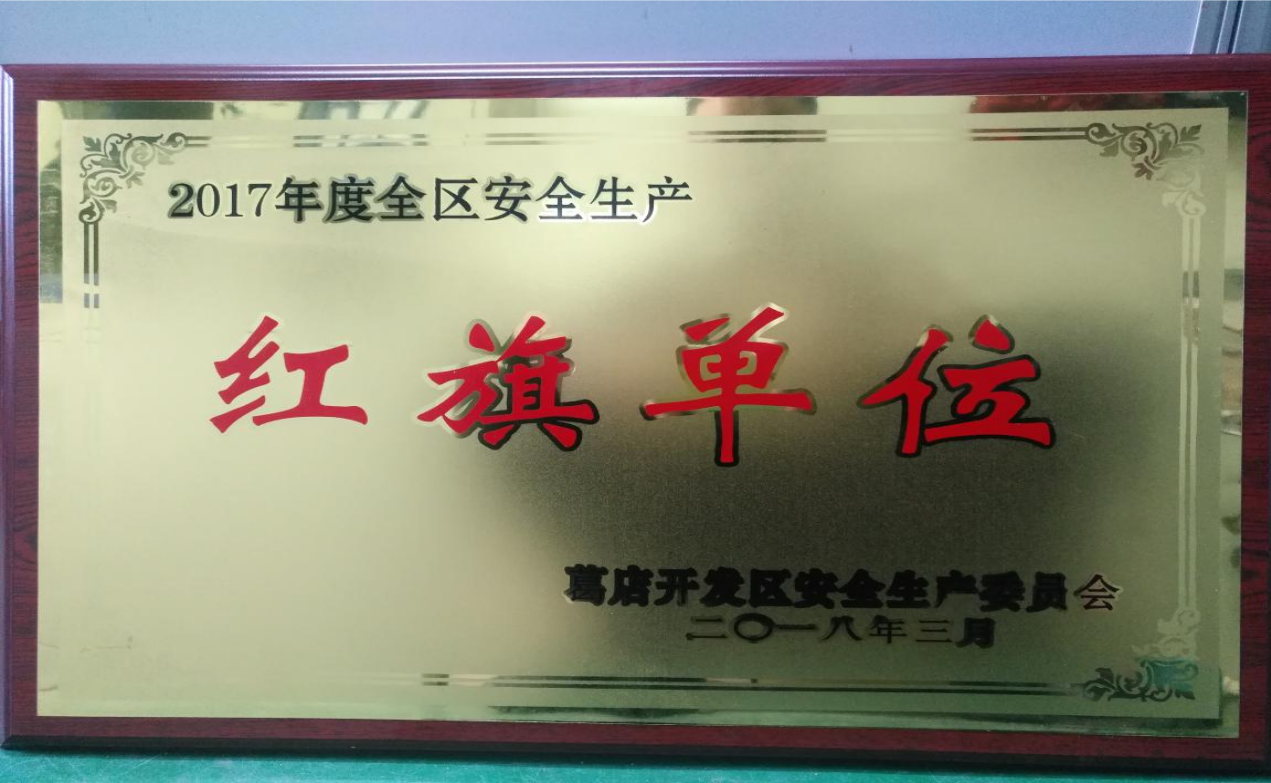 2017年度全区安全生产
红旗单位
葛店开发区安全生产委员会
二〇一八年三月